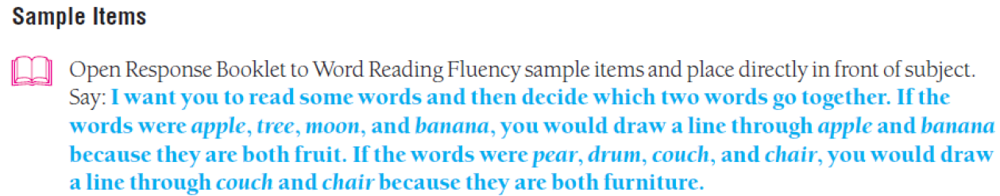 Sample Items
Open Response Booklet to Word Reading Fluency sample items and place directly in front of subject.
Say: I want you to read some words and then decide which two words go together. If the
words were apple, tree, moon, and banana, you would draw a line through apple and banana
because they are both fruit. If the words were pear, drum, couch, and chair, you would draw
a line through couch and chair because they are both furniture.